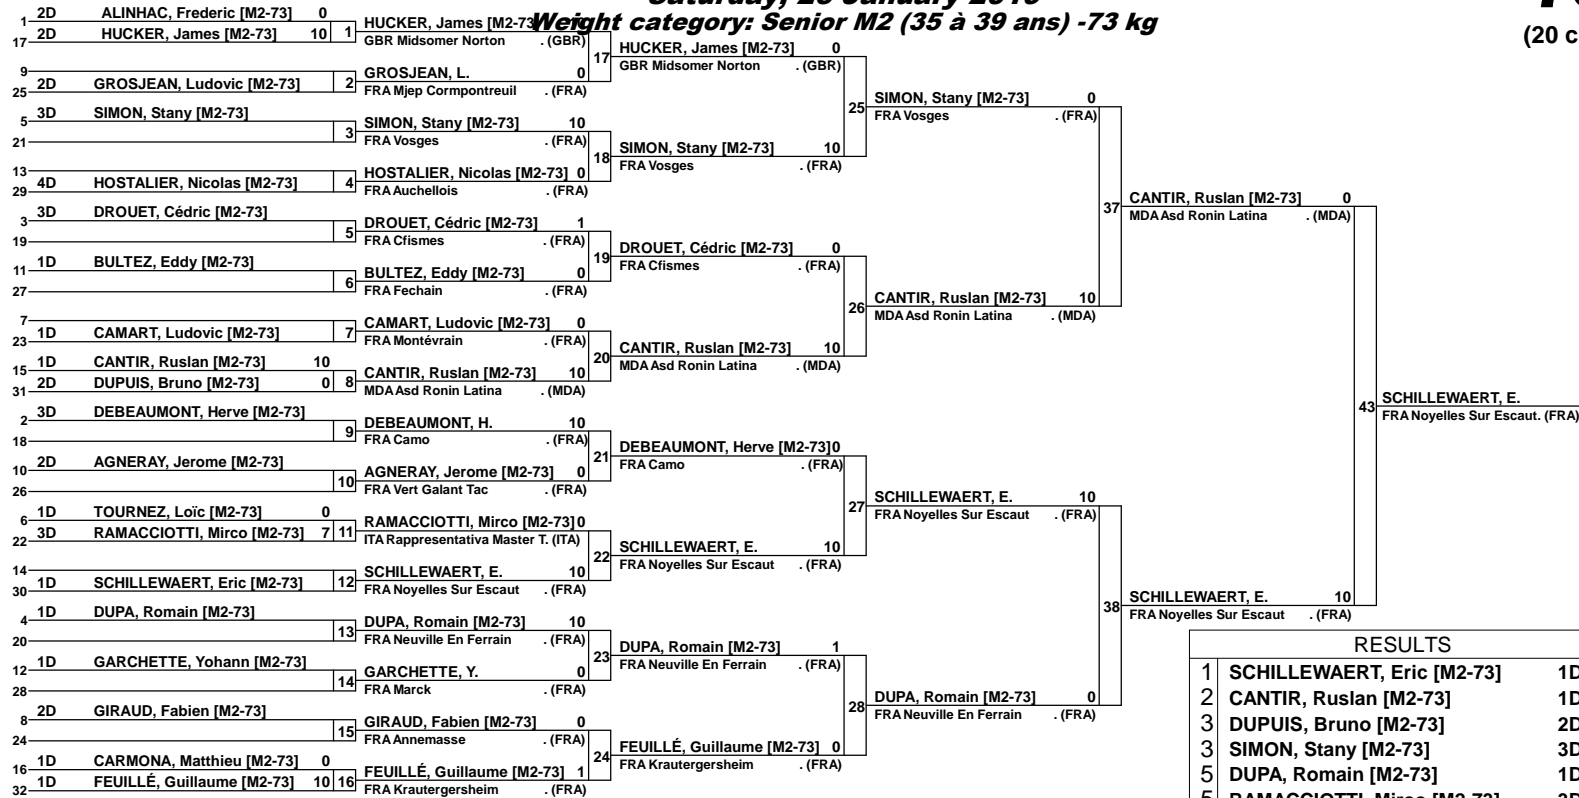 Weight category: Senior M2 (35 à 39 ans) -73 kg
(20 c
1 2D ALINHAC, Frederic [M2-73] 0
17 2D HUCKER, James [M2-73] 10 1
9
25 2D GROSJEAN, Ludovic [M2-73] 2
5 3D SIMON, Stany [M2-73]
21 3
13
29 4D HOSTALIER, Nicolas [M2-73] 4
3 3D DROUET, Cédric [M2-73]
19 5
11 1D BULTEZ, Eddy [M2-73]
27 6
7
23 1D CAMART, Ludovic [M2-73] 7
15 1D CANTIR, Ruslan [M2-73] 10
31 2D DUPUIS, Bruno [M2-73] 0 8
2 3D DEBEAUMONT, Herve [M2-73]
18 9
10 2D AGNERAY, Jerome [M2-73]
26 10
6 1D TOURNEZ, Loïc [M2-73] 0
22 3D RAMACCIOTTI, Mirco [M2-73] 7 11
14
30 1D SCHILLEWAERT, Eric [M2-73] 12
4 1D DUPA, Romain [M2-73]
20 13
12 1D GARCHETTE, Yohann [M2-73]
28 14
8 2D GIRAUD, Fabien [M2-73]
24 15
16 1D CARMONA, Matthieu [M2-73] 0
32 1D FEUILLÉ, Guillaume [M2-73] 10 16
HUCKER, James [M2-73
GBR Midsomer Norton . (GBR)
17
GROSJEAN, L. 0
FRA Mjep Cormpontreuil . (FRA)
SIMON, Stany [M2-73] 10
FRA Vosges . (FRA)
18
HOSTALIER, Nicolas [M2-73] 0
FRA Auchellois . (FRA)
DROUET, Cédric [M2-73] 1
FRA Cfismes . (FRA)
19
BULTEZ, Eddy [M2-73] 0
FRA Fechain . (FRA)
CAMART, Ludovic [M2-73] 0
FRA Montévrain . (FRA)
20
CANTIR, Ruslan [M2-73] 10
MDA Asd Ronin Latina . (MDA)
DEBEAUMONT, H. 10
FRA Camo . (FRA)
21
AGNERAY, Jerome [M2-73] 0
FRA Vert Galant Tac . (FRA)
RAMACCIOTTI, Mirco [M2-73] 0
ITA Rappresentativa Master T. (ITA)
22
SCHILLEWAERT, E. 10
FRA Noyelles Sur Escaut . (FRA)
DUPA, Romain [M2-73] 10
FRA Neuville En Ferrain . (FRA)
23
GARCHETTE, Y. 0
FRA Marck . (FRA)
GIRAUD, Fabien [M2-73] 0
FRA Annemasse . (FRA)
24
FEUILLÉ, Guillaume [M2-73] 1
FRA Krautergersheim . (FRA)
HUCKER, James [M2-73] 0
GBR Midsomer Norton . (GBR)
25
SIMON, Stany [M2-73] 10
FRA Vosges . (FRA)
DROUET, Cédric [M2-73] 0
FRA Cfismes . (FRA)
26
CANTIR, Ruslan [M2-73] 10
MDA Asd Ronin Latina . (MDA)
DEBEAUMONT, Herve [M2-73] 0
FRA Camo . (FRA)
27
SCHILLEWAERT, E. 10
FRA Noyelles Sur Escaut . (FRA)
DUPA, Romain [M2-73] 1
FRA Neuville En Ferrain . (FRA)
28
FEUILLÉ, Guillaume [M2-73] 0
FRA Krautergersheim . (FRA)
SIMON, Stany [M2-73] 0
FRA Vosges . (FRA)
37
CANTIR, Ruslan [M2-73] 10
MDA Asd Ronin Latina . (MDA)
SCHILLEWAERT, E. 10
FRA Noyelles Sur Escaut . (FRA)
38
DUPA, Romain [M2-73] 0
FRA Neuville En Ferrain . (FRA)
CANTIR, Ruslan [M2-73] 0
MDA Asd Ronin Latina . (MDA)
43
SCHILLEWAERT, E. 10
FRA Noyelles Sur Escaut . (FRA)
SCHILLEWAERT, E.
FRA Noyelles Sur Escaut. (FRA)
RESULTS
1 SCHILLEWAERT, Eric [M2-73] 1D
2 CANTIR, Ruslan [M2-73] 1D
3 DUPUIS, Bruno [M2-73] 2D
3 SIMON, Stany [M2-73] 3D
5 DUPA, Romain [M2-73] 1D
5 RAMACCIOTTI, Mirco [M2-73] 3D